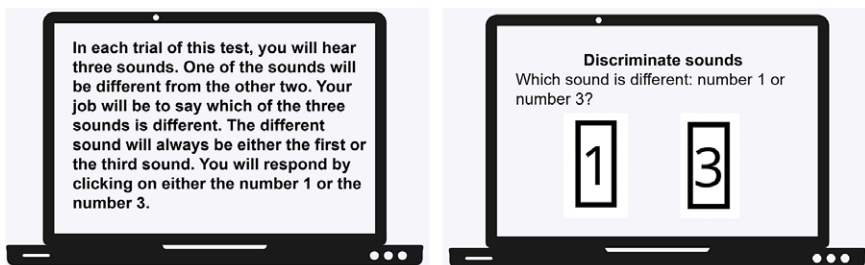 In each trial of this test, you will hear
three sounds. One of the sounds will
be different from the other two. Your
job will be to say which of the three
sounds is different. The different
sound will always be either the first or
the third sound. You will respond by
clicking on either the number 1 or the
number 3.
Discriminate sounds
Which sound is different: number 1 or
number 3?
1 3